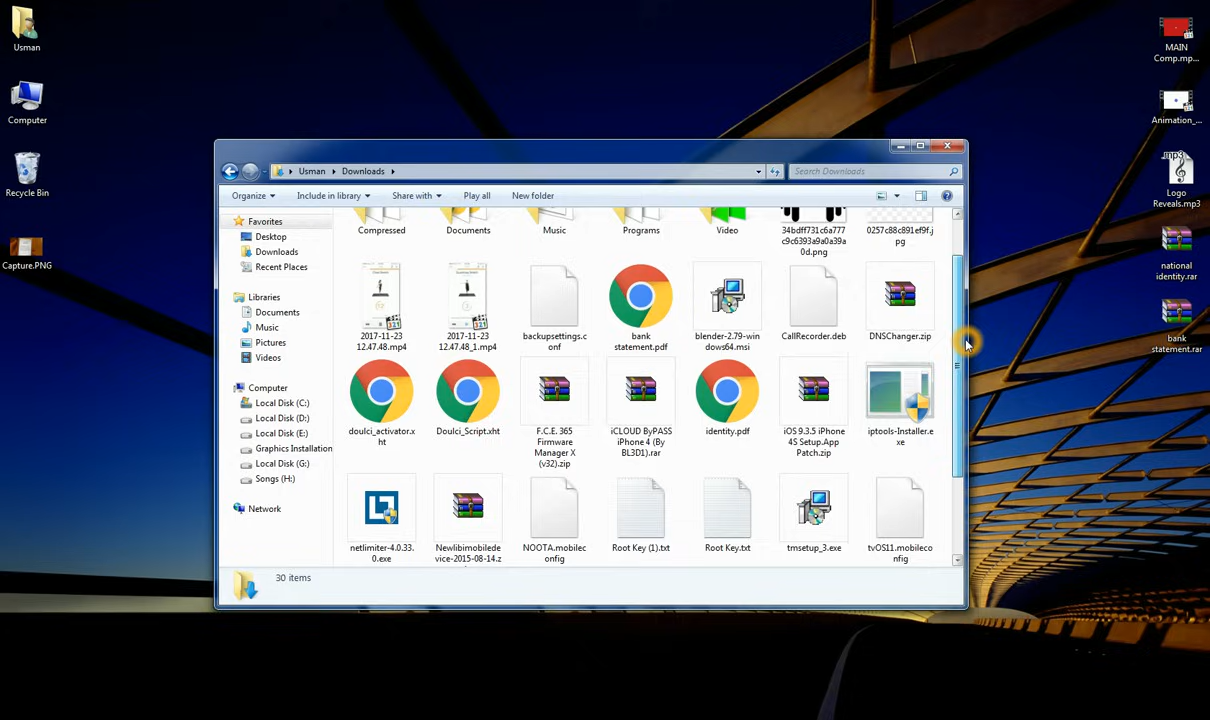 Usman
Computer
Recycle Bin
Capture.PNG
MAIN
Comp.mp...
Animation_...
.mp3
Logo
Reveals.mp3
national
identity.rar
bank
statement.rar
Usman
Downloads
Search Downloads
Organize
Include in library
Share with
Play all
New folder
Favorites
Desktop
Downloads
Recent Places
Libraries
Documents
Music
Pictures
Videos
Computer
Local Disk (C:)
Local Disk (D:)
Local Disk (E:)
Graphics Installation
Local Disk (G:)
Songs (H:)
Network
Compressed
Documents
Music
Programs
Video
34bdff731c6a777
c9c6393a9a0a39a
0d.png
0257c88c891ef9f.j
pg
2017-11-23
12.47.48.mp4
2017-11-23
12.47.48_1.mp4
backupsettings.c
onf
bank
statement.pdf
blender-2.79-win
dows64.msi
CallRecorder.deb
DNSChanger.zip
doulci_activator.x
ht
Doulci_Script.xht
F.C.E. 365
Firmware
Manager X
(v32).zip
iCLOUD ByPASS
iPhone 4 (By
BL3D1).rar
identity.pdf
iOS 9.3.5 iPhone
4S Setup.App
Patch.zip
iptools-Installer.e
xe
netlimiter-4.0.33.
0.exe
Newlibimobilede
vice-2015-08-14.z
NOOTA.mobilec
onfig
Root Key (1).txt
Root Key.txt
tmsetup_3.exe
tvOS11.mobileco
nfig
30 items